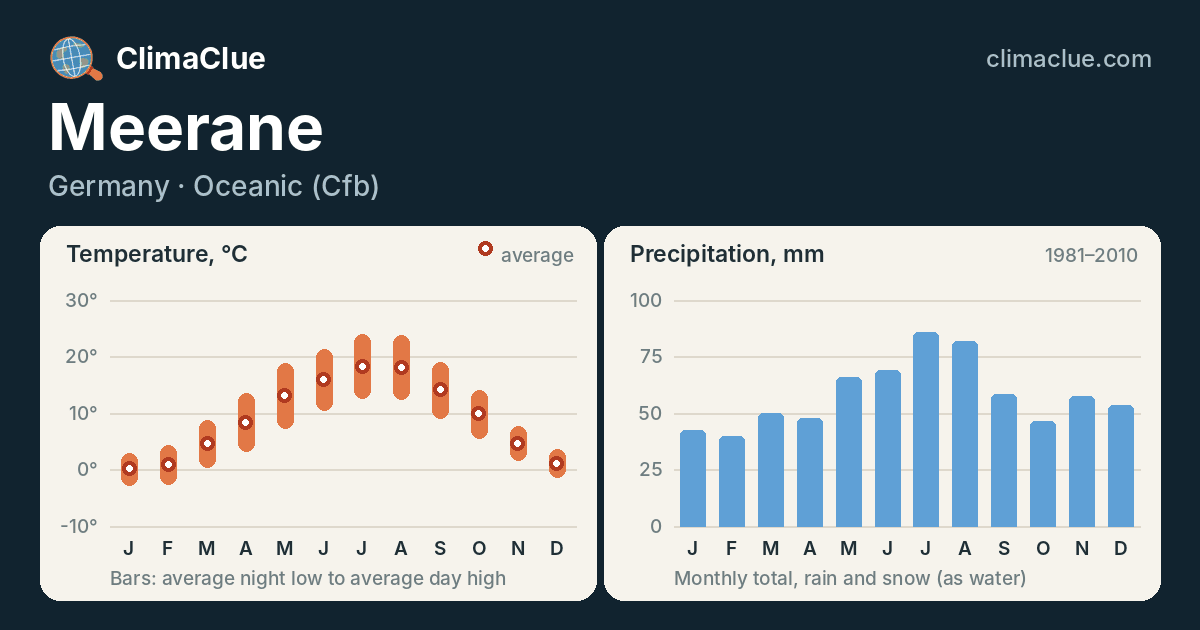 ClimaClue
climaclue.com
Meerane
Germany · Oceanic (Cfb)
Temperature, °C
average
30°
20°
10°
0°
-10°
J F M A M J J A S O N D
Bars: average night low to average day high
Precipitation, mm
1981–2010
100
75
50
25
0
J F M A M J J A S O N D
Monthly total, rain and snow (as water)